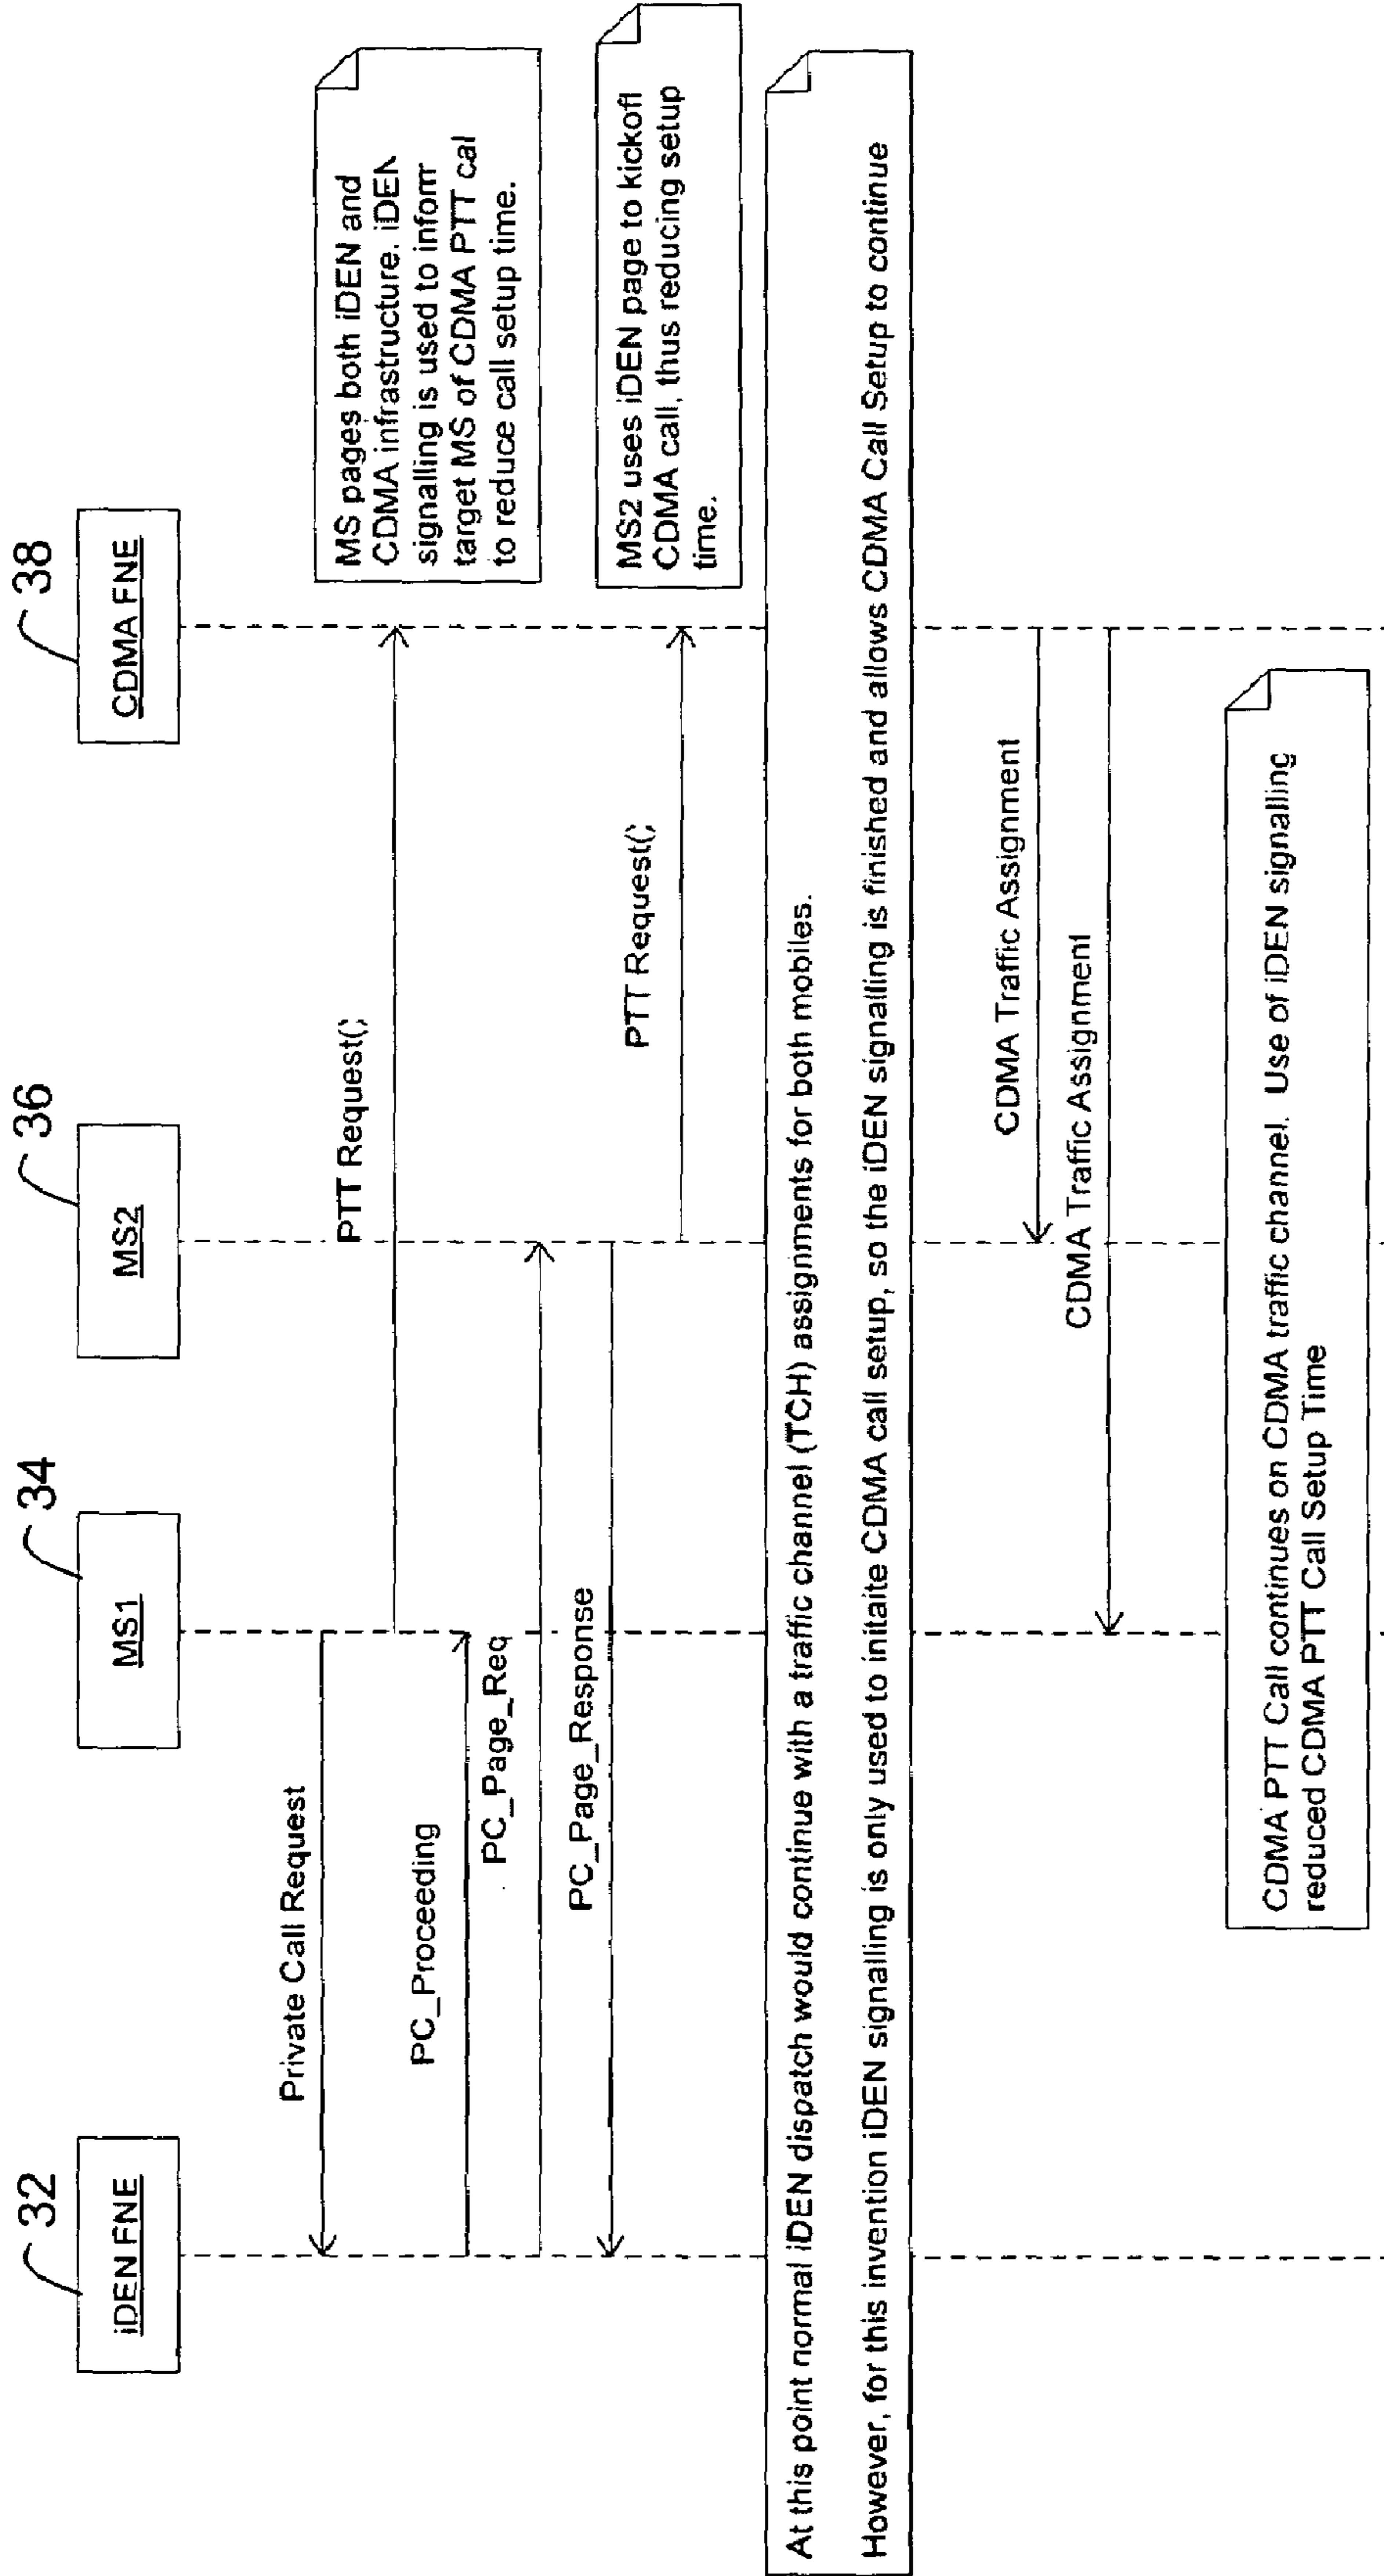 32
34
36
38
iDEN FNE
MS1
MS2
CDMA FNE
Private Call Request
PTT Request(;
MS pages both iDEN and
CDMA infrastructure. iDEN
signalling is used to inform
target MS of CDMA PTT cal
to reduce call setup time.
PC_Proceeding
PC_Page_Req
PC_Page_Response
PTT Request(;
MS2 uses iDEN page to kickofl
CDMA call, thus reducing setup
time.
At this point normal iDEN dispatch would continue with a traffic channel (TCH) assignments for both mobiles.
However, for this invention iDEN signalling is only used to initaite CDMA call setup, so the iDEN signalling is finished and allows CDMA Call Setup to continue
CDMA Traffic Assignment
CDMA Traffic Assignment
CDMA PTT Call continues on CDMA traffic channel. Use of iDEN signalling
reduced CDMA PTT Call Setup Time